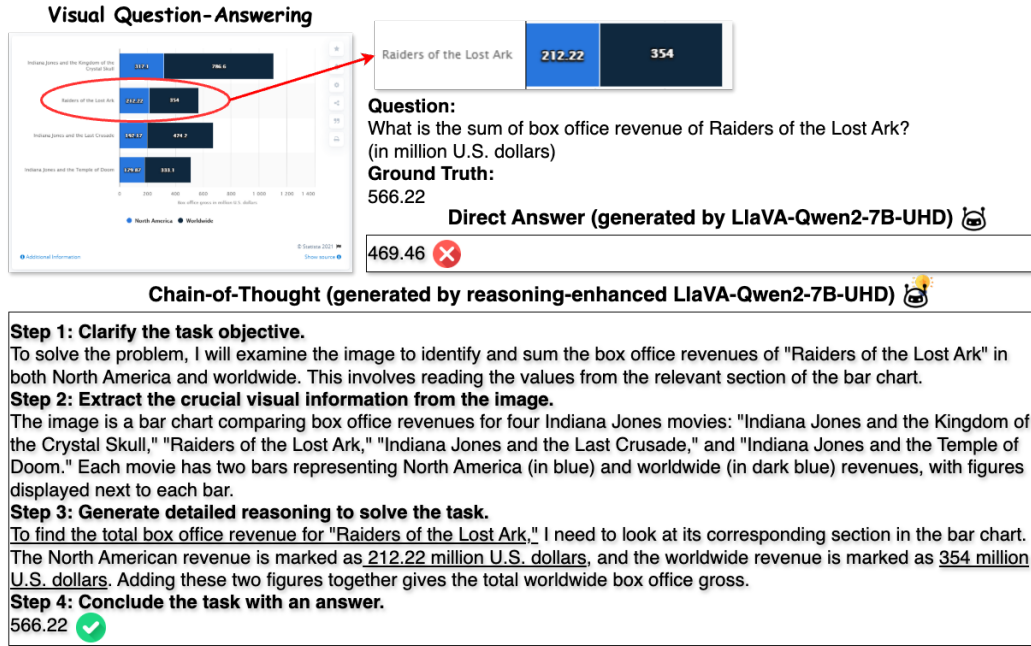 Visual Question-Answering
Indiana Jones and the Kingdom of the
Crystal Skull
317.1
786.6
Raiders of the Lost Ark
212.22
354
Indiana Jones and the Last Crusade
197.17
474.2
Indiana Jones and the Temple of Doom
179.87
333.1
0 200 400 600 800 1 000 1 200 1 400
Box office gross in million U.S. dollars
North America Worldwide
© Statista 2021
Additional Information
Show source
Raiders of the Lost Ark
212.22
354
Question:
What is the sum of box office revenue of Raiders of the Lost Ark?
(in million U.S. dollars)
Ground Truth:
566.22
Direct Answer (generated by LlaVA-Qwen2-7B-UHD)
469.46
Chain-of-Thought (generated by reasoning-enhanced LlaVA-Qwen2-7B-UHD)
Step 1: Clarify the task objective.
To solve the problem, I will examine the image to identify and sum the box office revenues of "Raiders of the Lost Ark" in
both North America and worldwide. This involves reading the values from the relevant section of the bar chart.
Step 2: Extract the crucial visual information from the image.
The image is a bar chart comparing box office revenues for four Indiana Jones movies: "Indiana Jones and the Kingdom of
the Crystal Skull," "Raiders of the Lost Ark," "Indiana Jones and the Last Crusade," and "Indiana Jones and the Temple of
Doom." Each movie has two bars representing North America (in blue) and worldwide (in dark blue) revenues, with figures
displayed next to each bar.
Step 3: Generate detailed reasoning to solve the task.
To find the total box office revenue for "Raiders of the Lost Ark," I need to look at its corresponding section in the bar chart.
The North American revenue is marked as 212.22 million U.S. dollars, and the worldwide revenue is marked as 354 million
U.S. dollars. Adding these two figures together gives the total worldwide box office gross.
Step 4: Conclude the task with an answer.
566.22